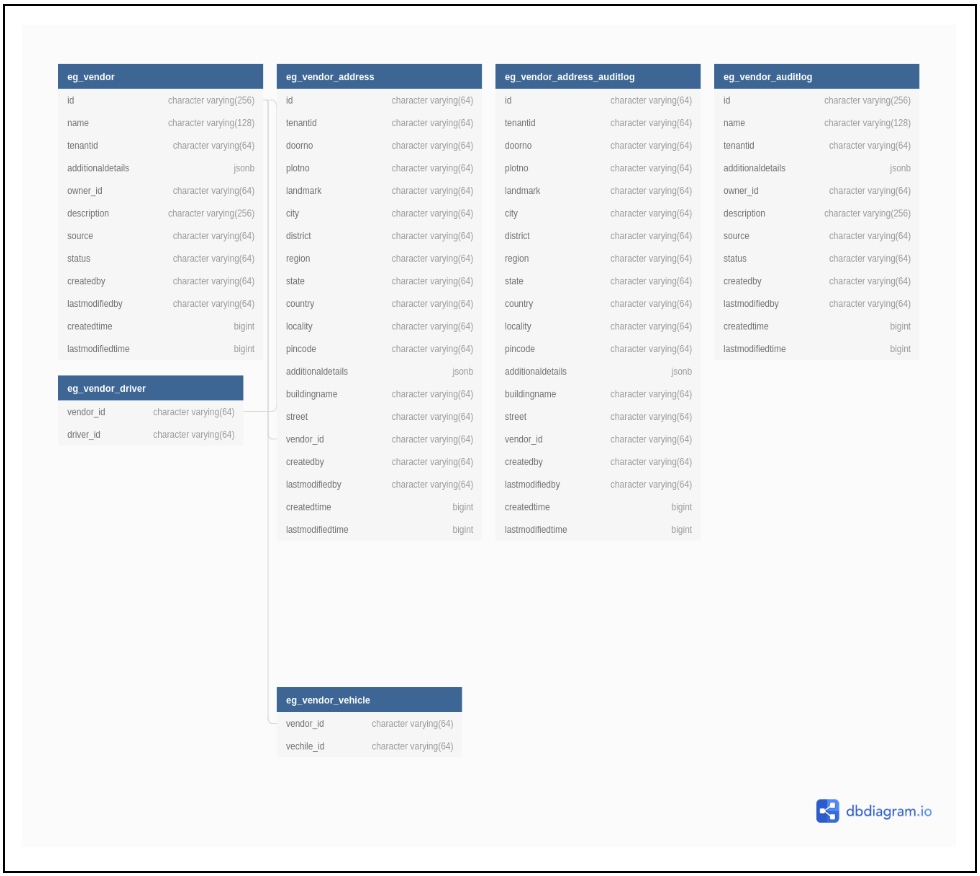 eg_vendor
id character varying(256)
name character varying(128)
tenantid character varying(64)
additionaldetails jsonb
owner_id character varying(64)
description character varying(256)
source character varying(64)
status character varying(64)
createdby character varying(64)
lastmodifiedby character varying(64)
createdtime bigint
lastmodifiedtime bigint
eg_vendor_driver
vendor_id character varying(64)
driver_id character varying(64)
eg_vendor_address
id character varying(64)
tenantid character varying(64)
doorno character varying(64)
plotno character varying(64)
landmark character varying(64)
city character varying(64)
district character varying(64)
region character varying(64)
state character varying(64)
country character varying(64)
locality character varying(64)
pincode character varying(64)
additionaldetails jsonb
buildingname character varying(64)
street character varying(64)
vendor_id character varying(64)
createdby character varying(64)
lastmodifiedby character varying(64)
createdtime bigint
lastmodifiedtime bigint
eg_vendor_address_auditlog
id character varying(64)
tenantid character varying(64)
doorno character varying(64)
plotno character varying(64)
landmark character varying(64)
city character varying(64)
district character varying(64)
region character varying(64)
state character varying(64)
country character varying(64)
locality character varying(64)
pincode character varying(64)
additionaldetails jsonb
buildingname character varying(64)
street character varying(64)
vendor_id character varying(64)
createdby character varying(64)
lastmodifiedby character varying(64)
createdtime bigint
lastmodifiedtime bigint
eg_vendor_auditlog
id character varying(256)
name character varying(128)
tenantid character varying(64)
additionaldetails jsonb
owner_id character varying(64)
description character varying(256)
source character varying(64)
status character varying(64)
createdby character varying(64)
lastmodifiedby character varying(64)
createdtime bigint
lastmodifiedtime bigint
eg_vendor_vehicle
vendor_id character varying(64)
vechile_id character varying(64)
dbdiagram.io